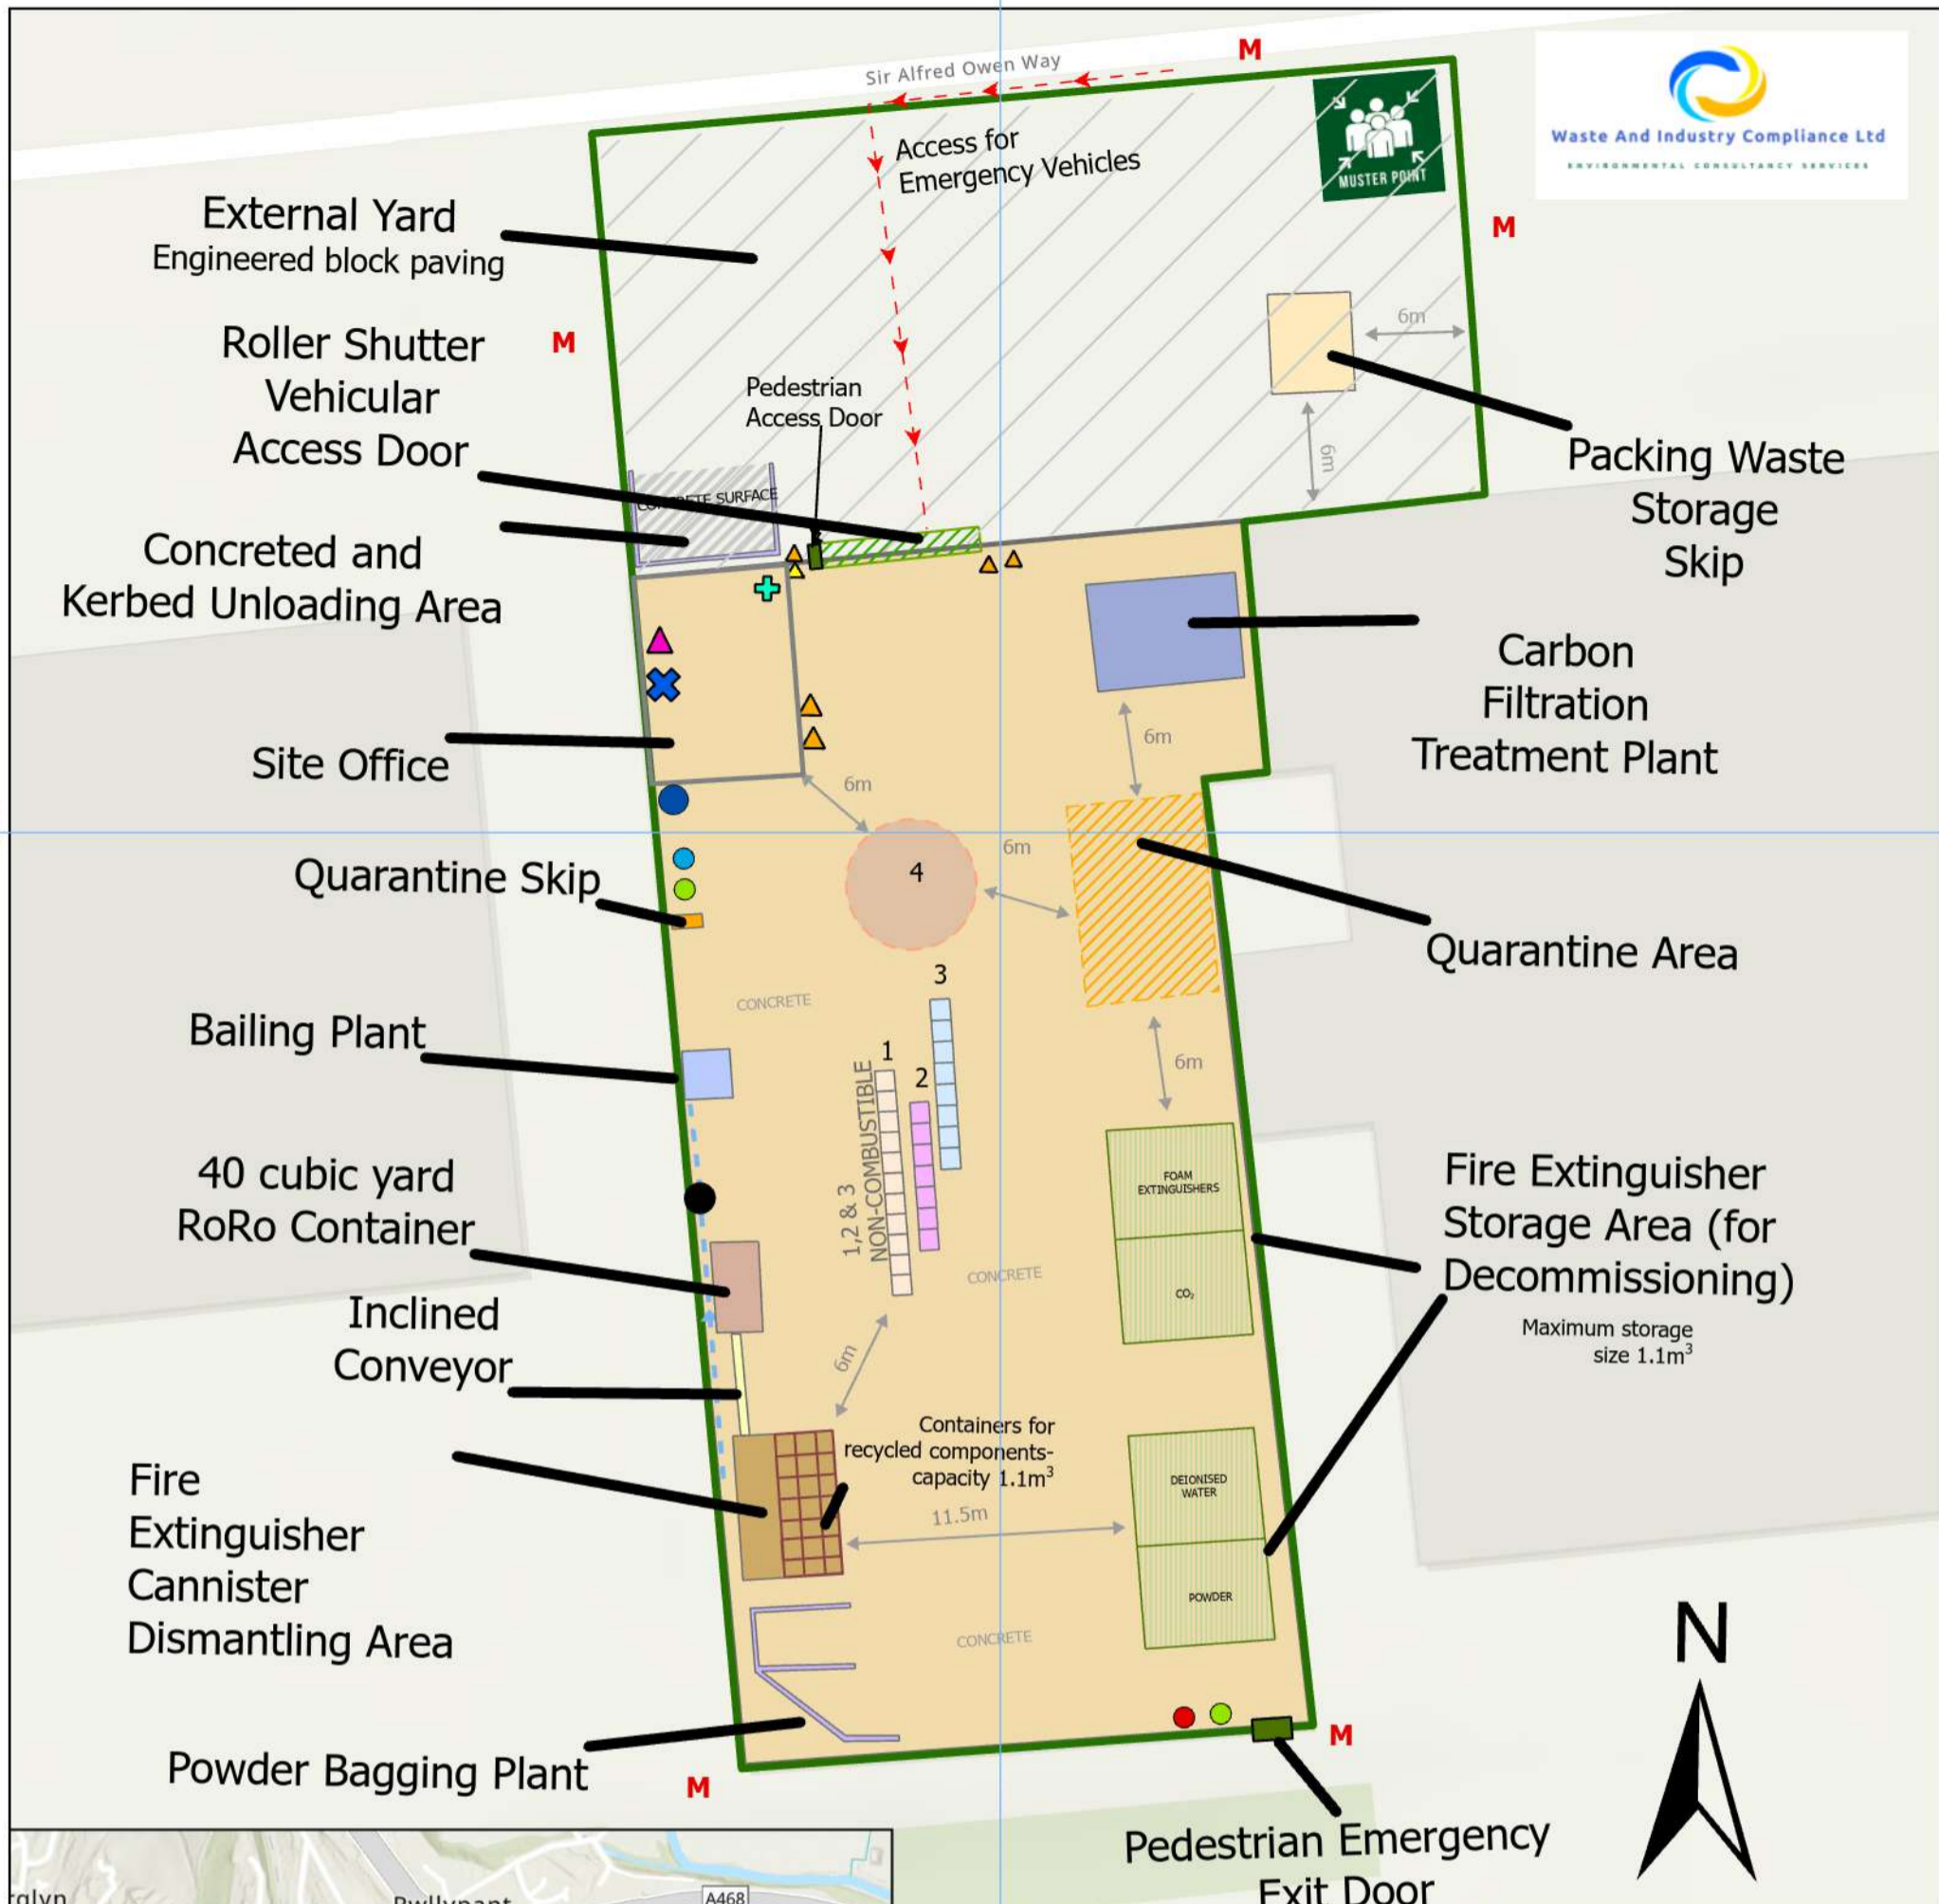 Sir Alfred Owen Way
M
Waste And Industry Compliance Ltd
ENVIRONMENTAL CONSULTANCY SERVICES
Access for
Emergency Vehicles
MUSTER POINT
External Yard
Engineered block paving
M
M
Roller Shutter
Vehicular
Access Door
6m
Pedestrian
Access Door
6m
Packing Waste
Storage
Skip
CONCRETE SURFACE
Concreted and
Kerbed Unloading Area
Carbon
Filtration
Treatment Plant
Site Office
6m
6m
6m
4
Quarantine Skip
Quarantine Area
3
CONCRETE
Bailing Plant
1
2
6m
1,2 & 3
NON-COMBUSTIBLE
40 cubic yard
RoRo Container
FOAM
EXTINGUISHERS
CO₂
Fire Extinguisher
Storage Area (for
Decommissioning)
Maximum storage
size 1.1m³
CONCRETE
Inclined
Conveyor
6m
Containers for
recycled components-
capacity 1.1m³
Fire
Extinguisher
Cannister
Dismantling Area
11.5m
DEIONISED
WATER
POWDER
CONCRETE
N
Powder Bagging Plant
M
M
Pedestrian Emergency
Exit Door
A468